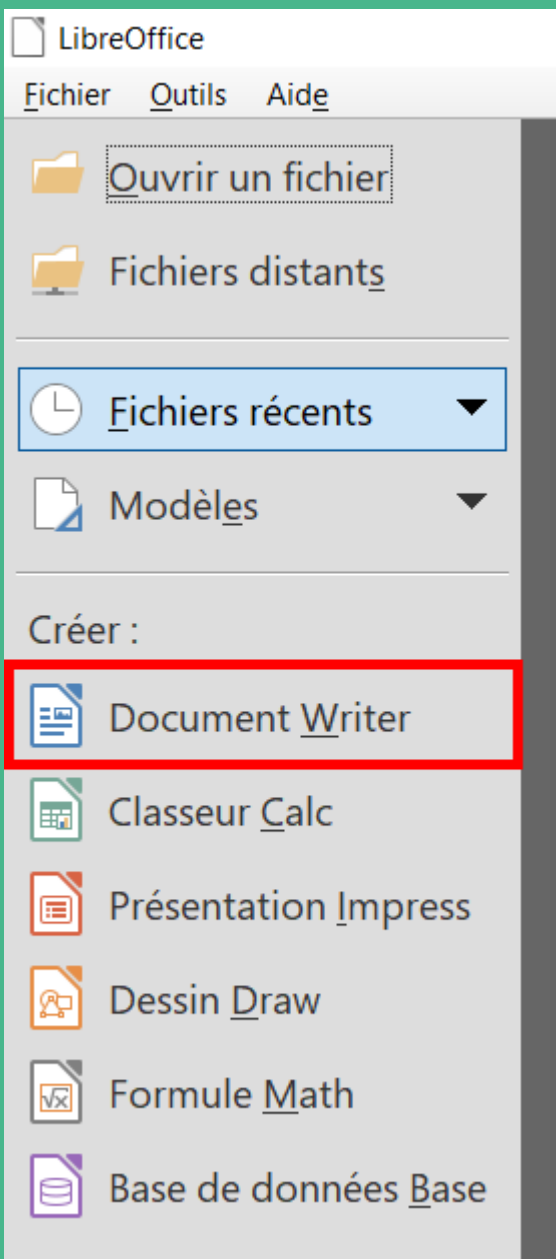 LibreOffice
Fichier Outils Aide
Ouvrir un fichier
Fichiers distants
Fichiers récents
Modèles
Créer :
Document Writer
Classeur Calc
Présentation Impress
Dessin Draw
Formule Math
Base de données Base